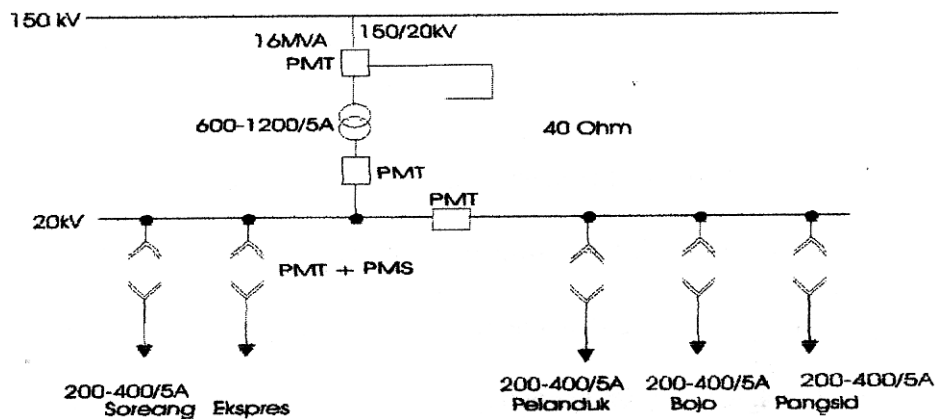 150 kV
16MVA 150/20kV
PMT
600-1200/5A
40 Ohm
PMT
PMT
20kV
PMT + PMS
200-400/5A 200-400/5A 200-400/5A 200-400/5A
Soreang Ekspres Pelanduk Bojo Pangsid